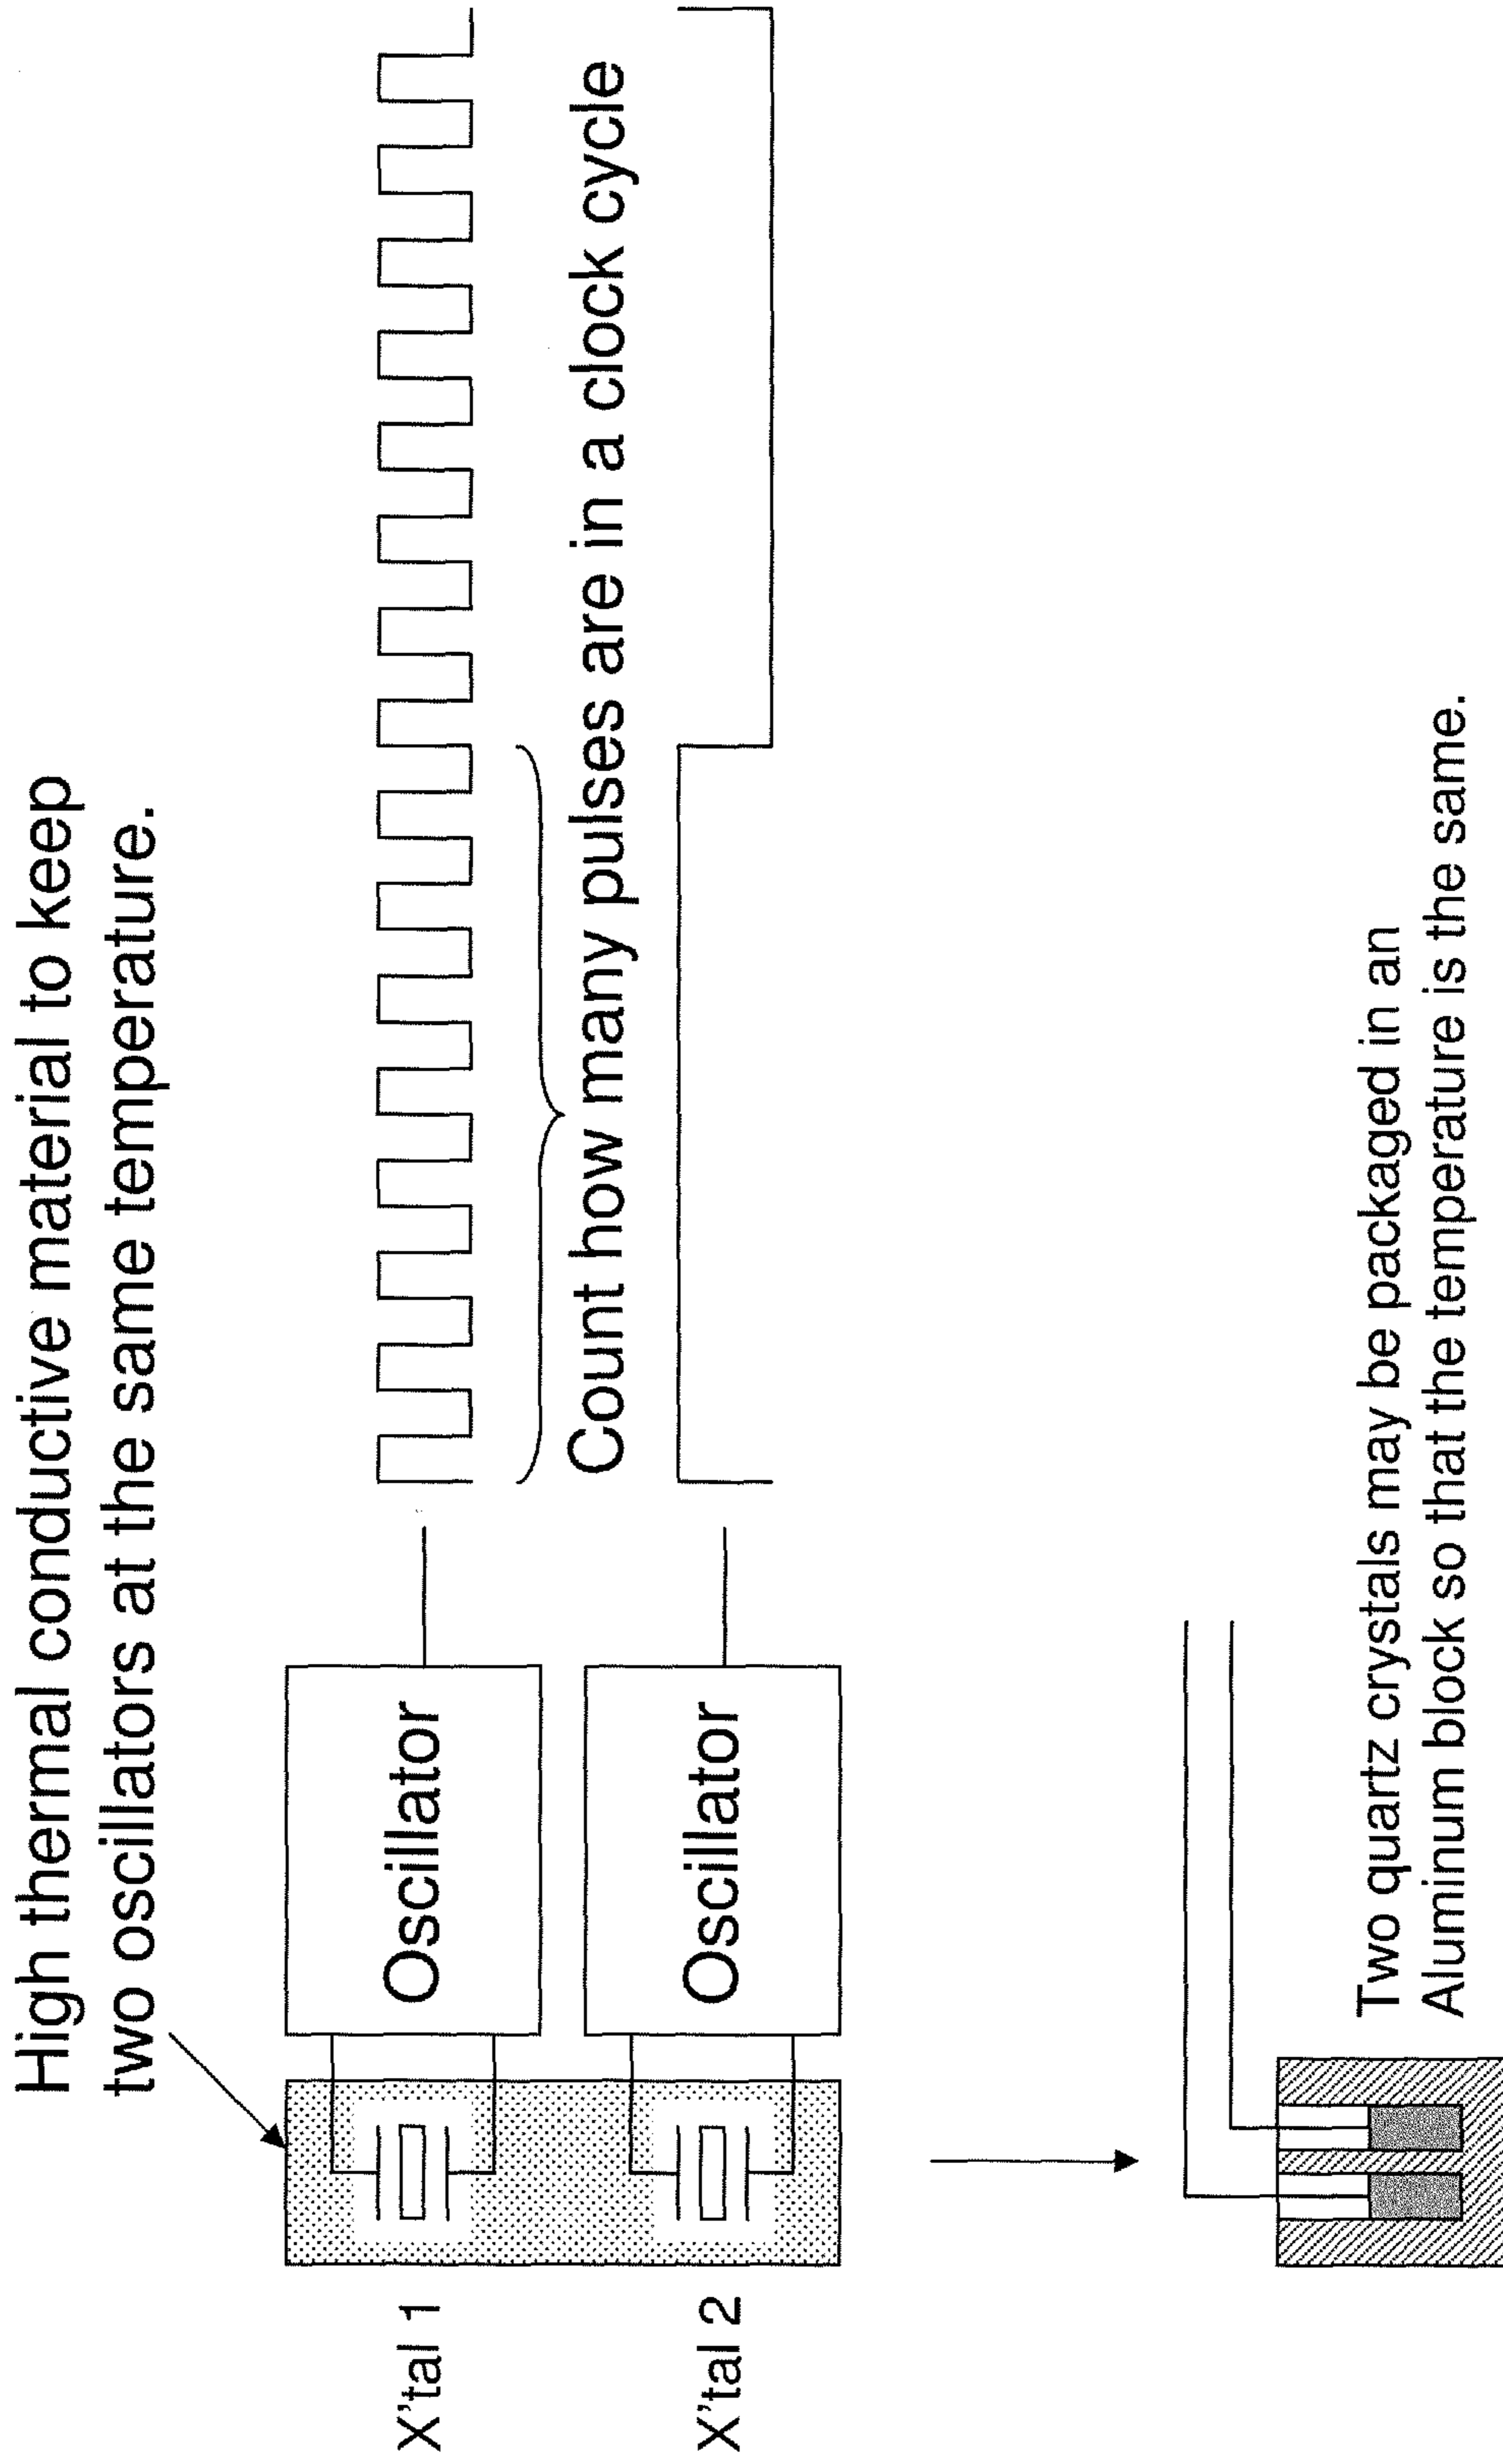 High thermal conductive material to keep
two oscillators at the same temperature.
X'tal 1
Oscillator
Count how many pulses are in a clock cycle
X'tal 2
Oscillator
Two quartz crystals may be packaged in an
Aluminum block so that the temperature is the same.